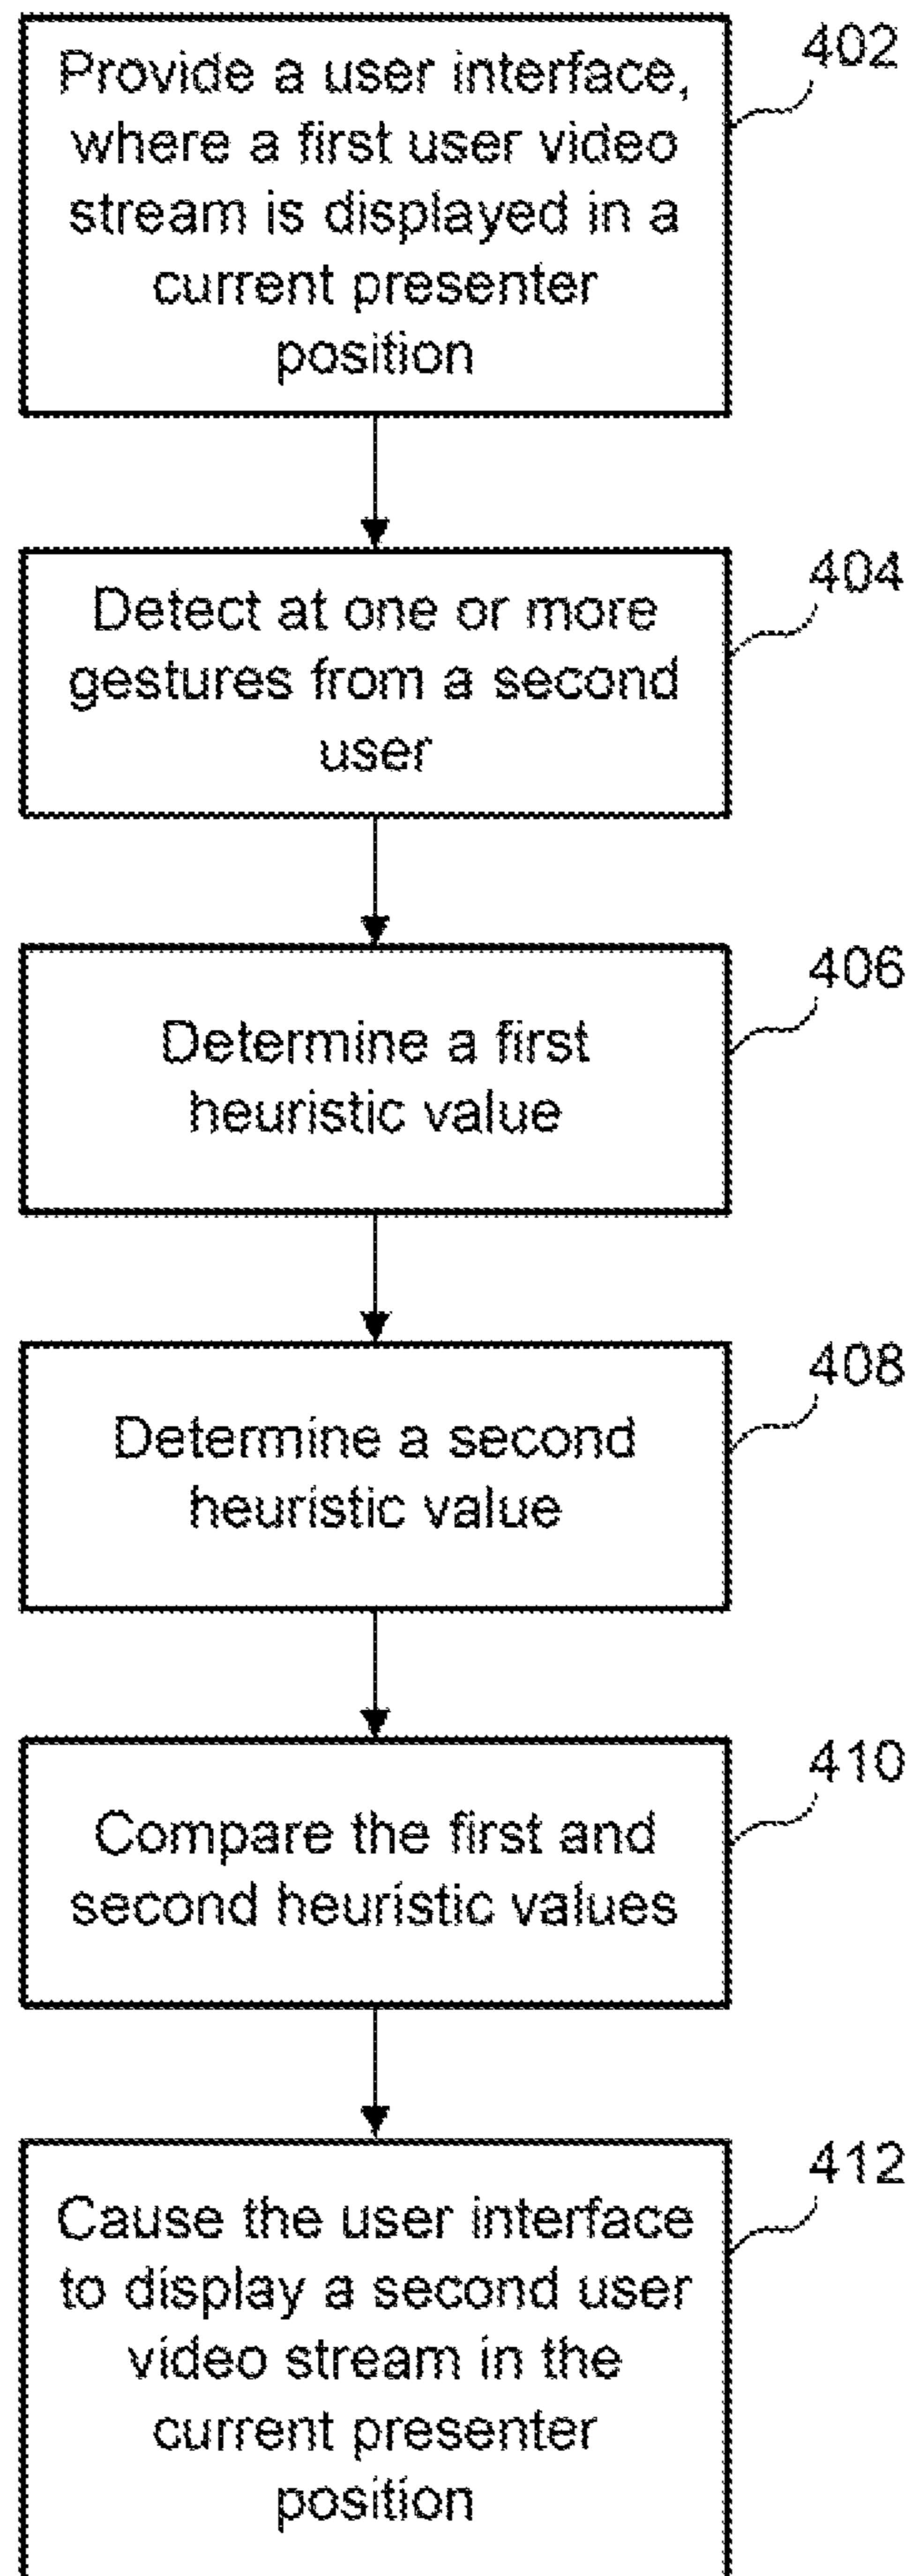 402
Provide a user interface,
where a first user video
stream is displayed in a
current presenter
position
404
Detect at one or more
gestures from a second
user
406
Determine a first
heuristic value
408
Determine a second
heuristic value
410
Compare the first and
second heuristic values
412
Cause the user interface
to display a second user
video stream in the
current presenter
position